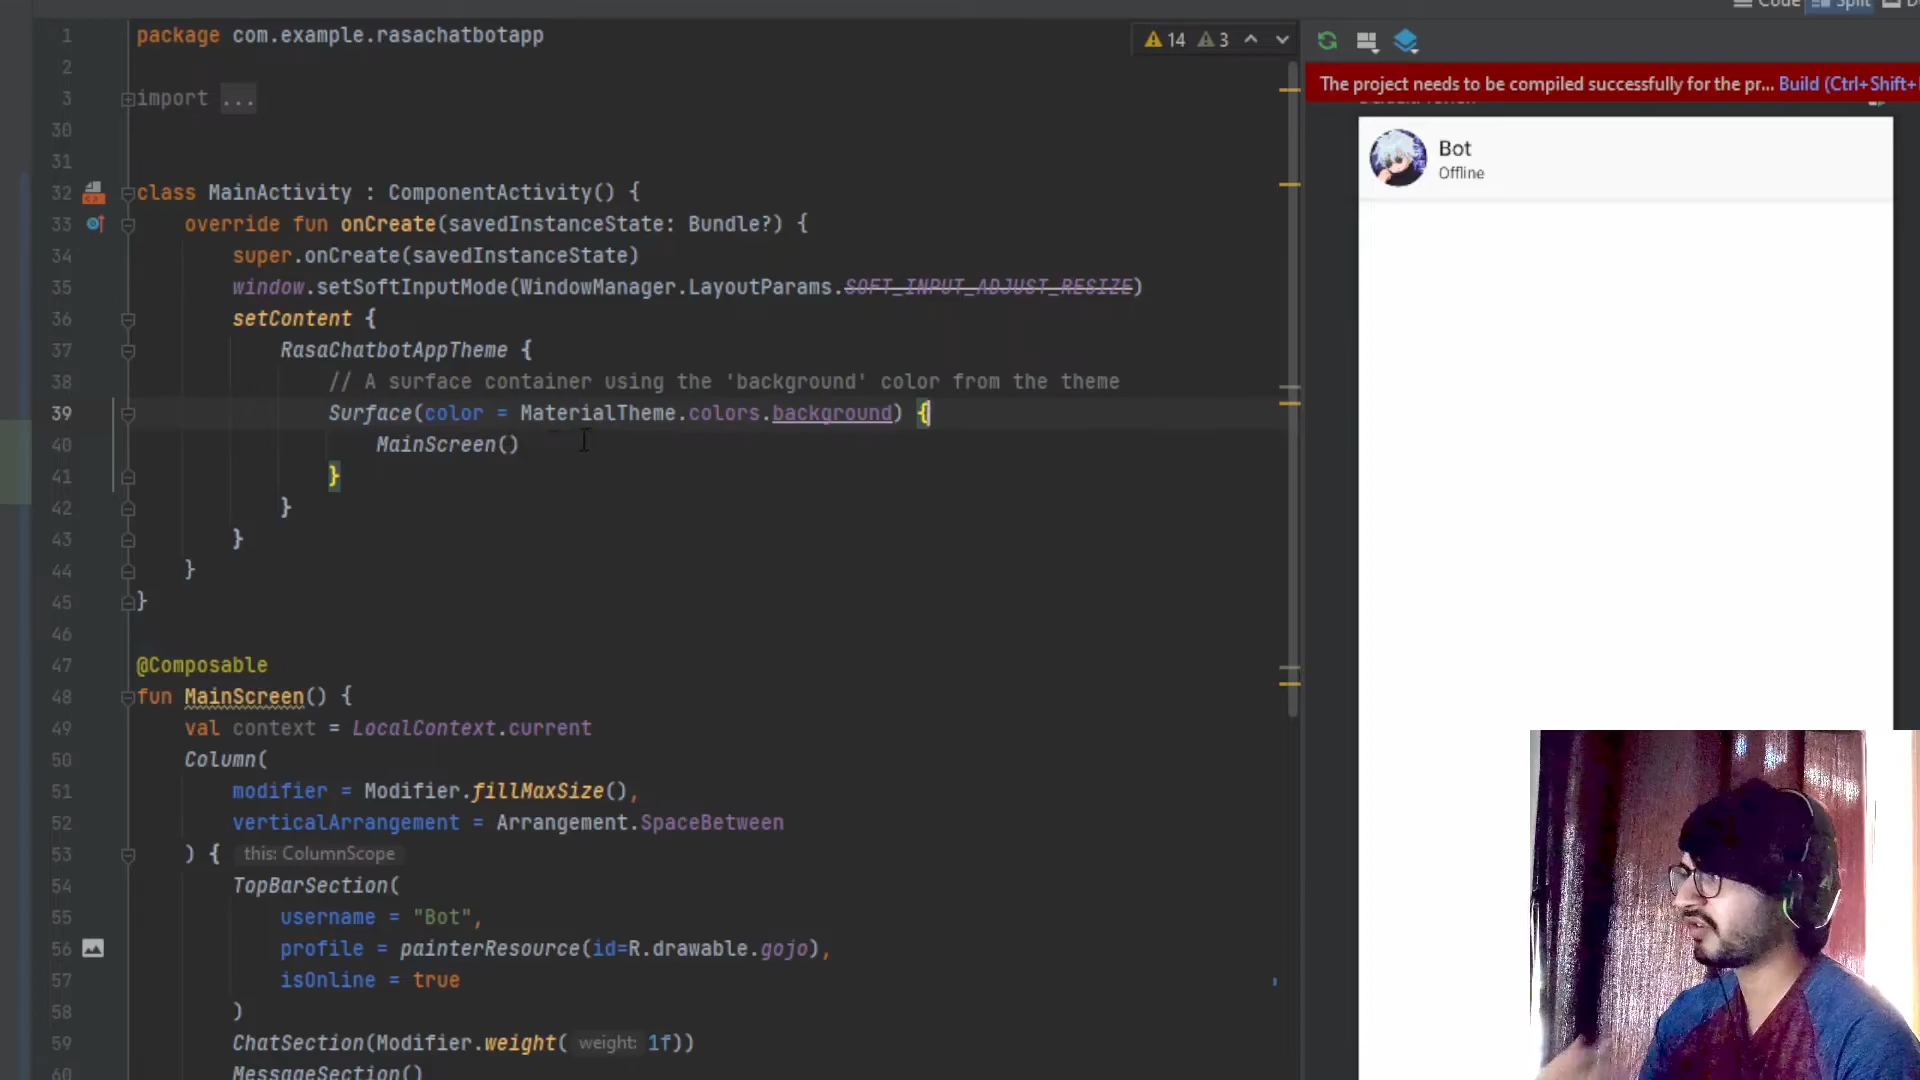 Code Split
1 package com.example.rasachatbotapp
14 3
2
The project needs to be compiled successfully for the pr... Build (Ctrl+Shift+
3 import ...
30
31
Bot
Offline
32 class MainActivity : ComponentActivity() {
33 override fun onCreate(savedInstanceState: Bundle?) {
34 super.onCreate(savedInstanceState)
35 window.setSoftInputMode(WindowManager.LayoutParams.SOFT_INPUT_ADJUST_RESIZE)
36 setContent {
37 RasaChatbotAppTheme {
38 // A surface container using the 'background' color from the theme
39 Surface(color = MaterialTheme.colors.background) {
40 MainScreen()
41 }
42 }
43 }
44 }
45 }
46
47 @Composable
48 fun MainScreen() {
49 val context = LocalContext.current
50 Column(
51 modifier = Modifier.fillMaxSize(),
52 verticalArrangement = Arrangement.SpaceBetween
53 ) { this: ColumnScope
54 TopBarSection(
55 username = "Bot",
56 profile = painterResource(id=R.drawable.gojo),
57 isOnline = true
58 )
59 ChatSection(Modifier.weight( weight: 1f))
60 MessageSection()